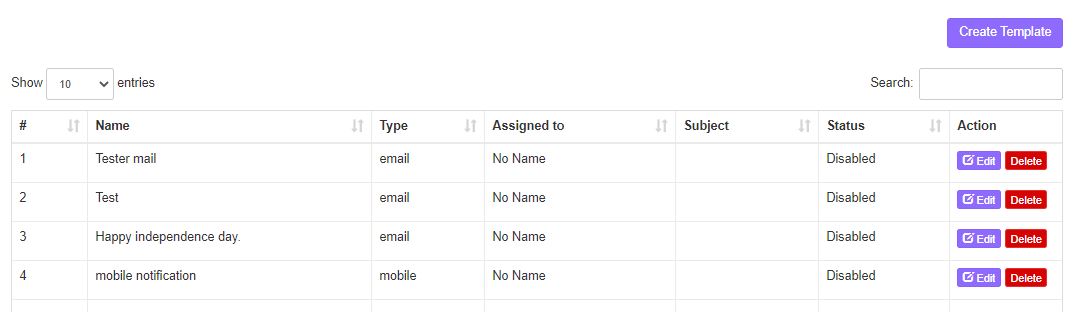 Create Template
Show 10 entries Search:
# Name Type Assigned to Subject Status Action
1 Tester mail email No Name Disabled Edit Delete
2 Test email No Name Disabled Edit Delete
3 Happy independence day. email No Name Disabled Edit Delete
4 mobile notification mobile No Name Disabled Edit Delete